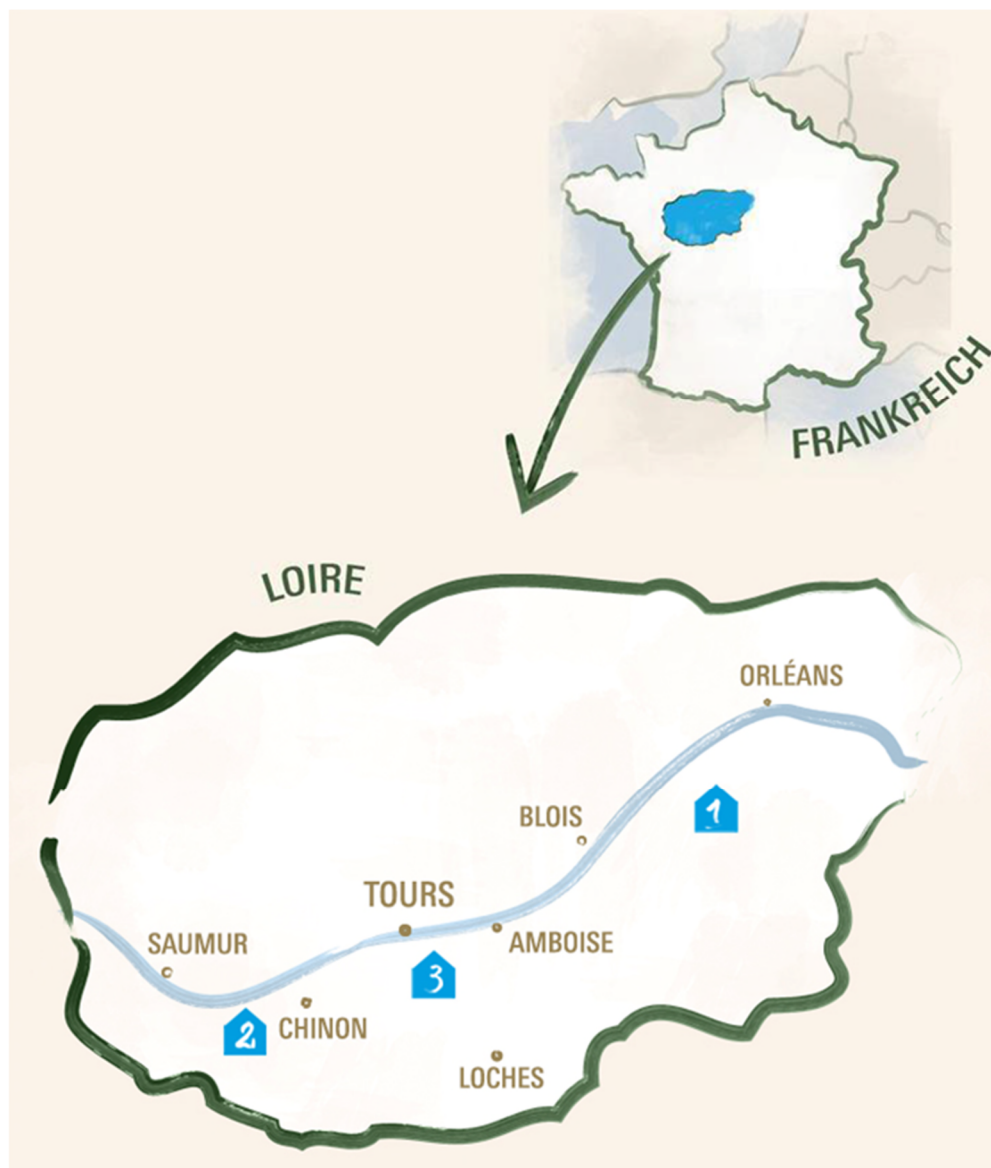 FRANKREICH
LOIRE
ORLÉANS
1
BLOIS
TOURS
SAUMUR
AMBOISE
3
2
CHINON
LOCHES